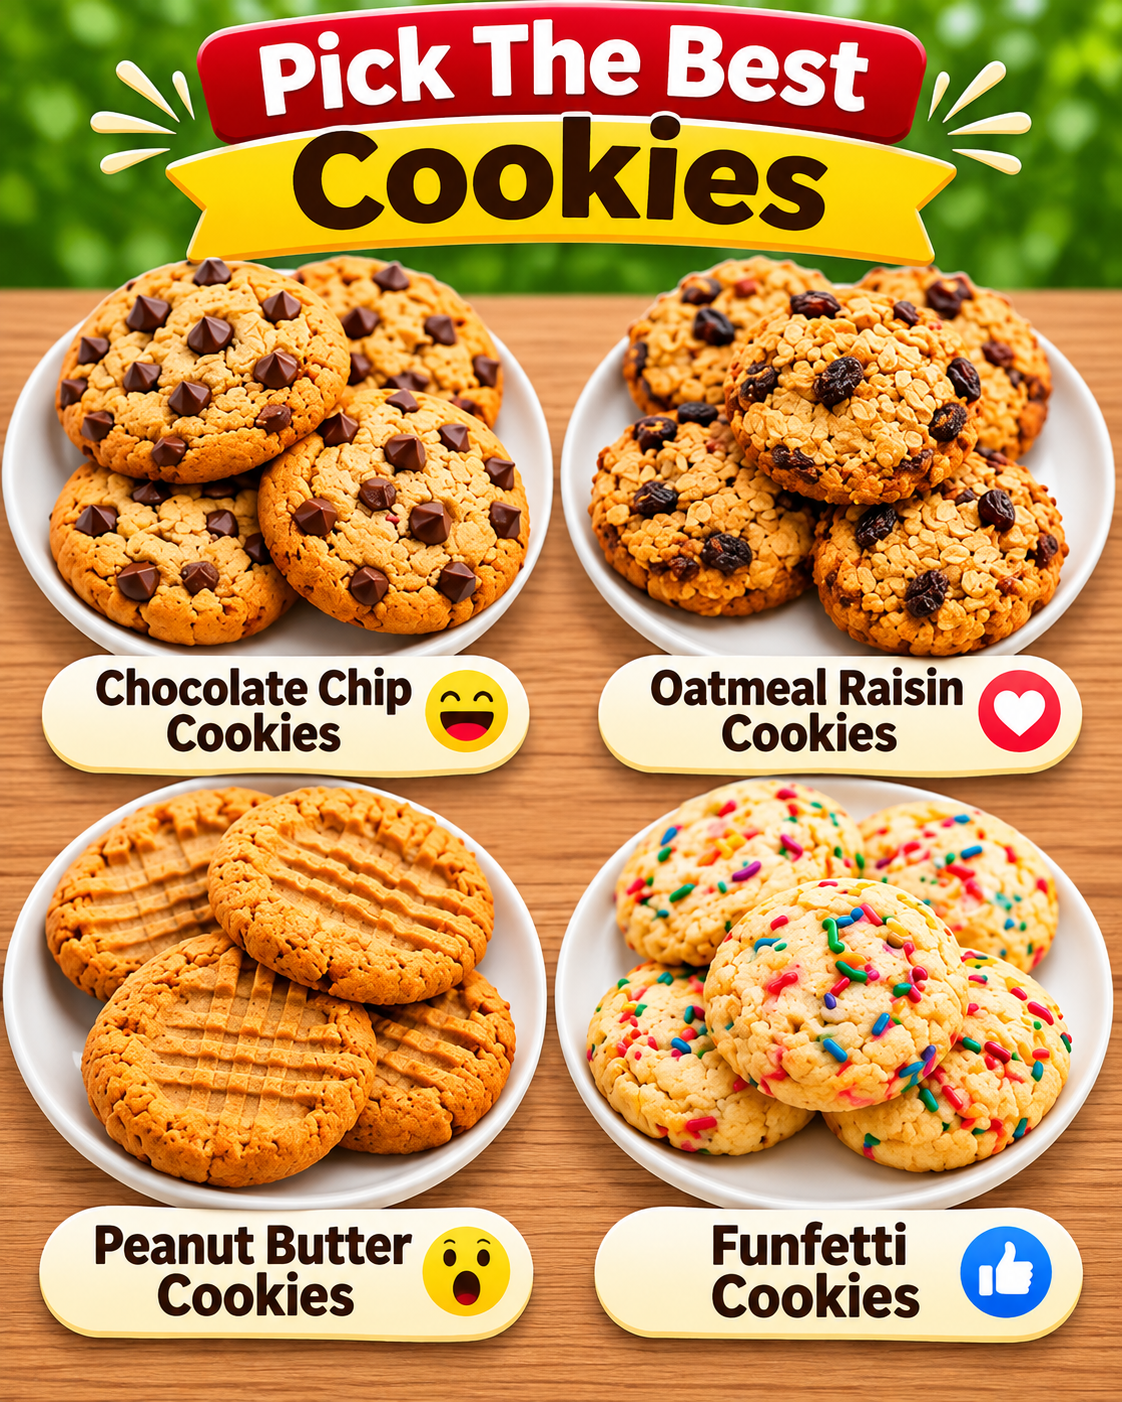 Pick The Best
Cookies
Chocolate Chip
Cookies
Oatmeal Raisin
Cookies
Peanut Butter
Cookies
Funfetti
Cookies